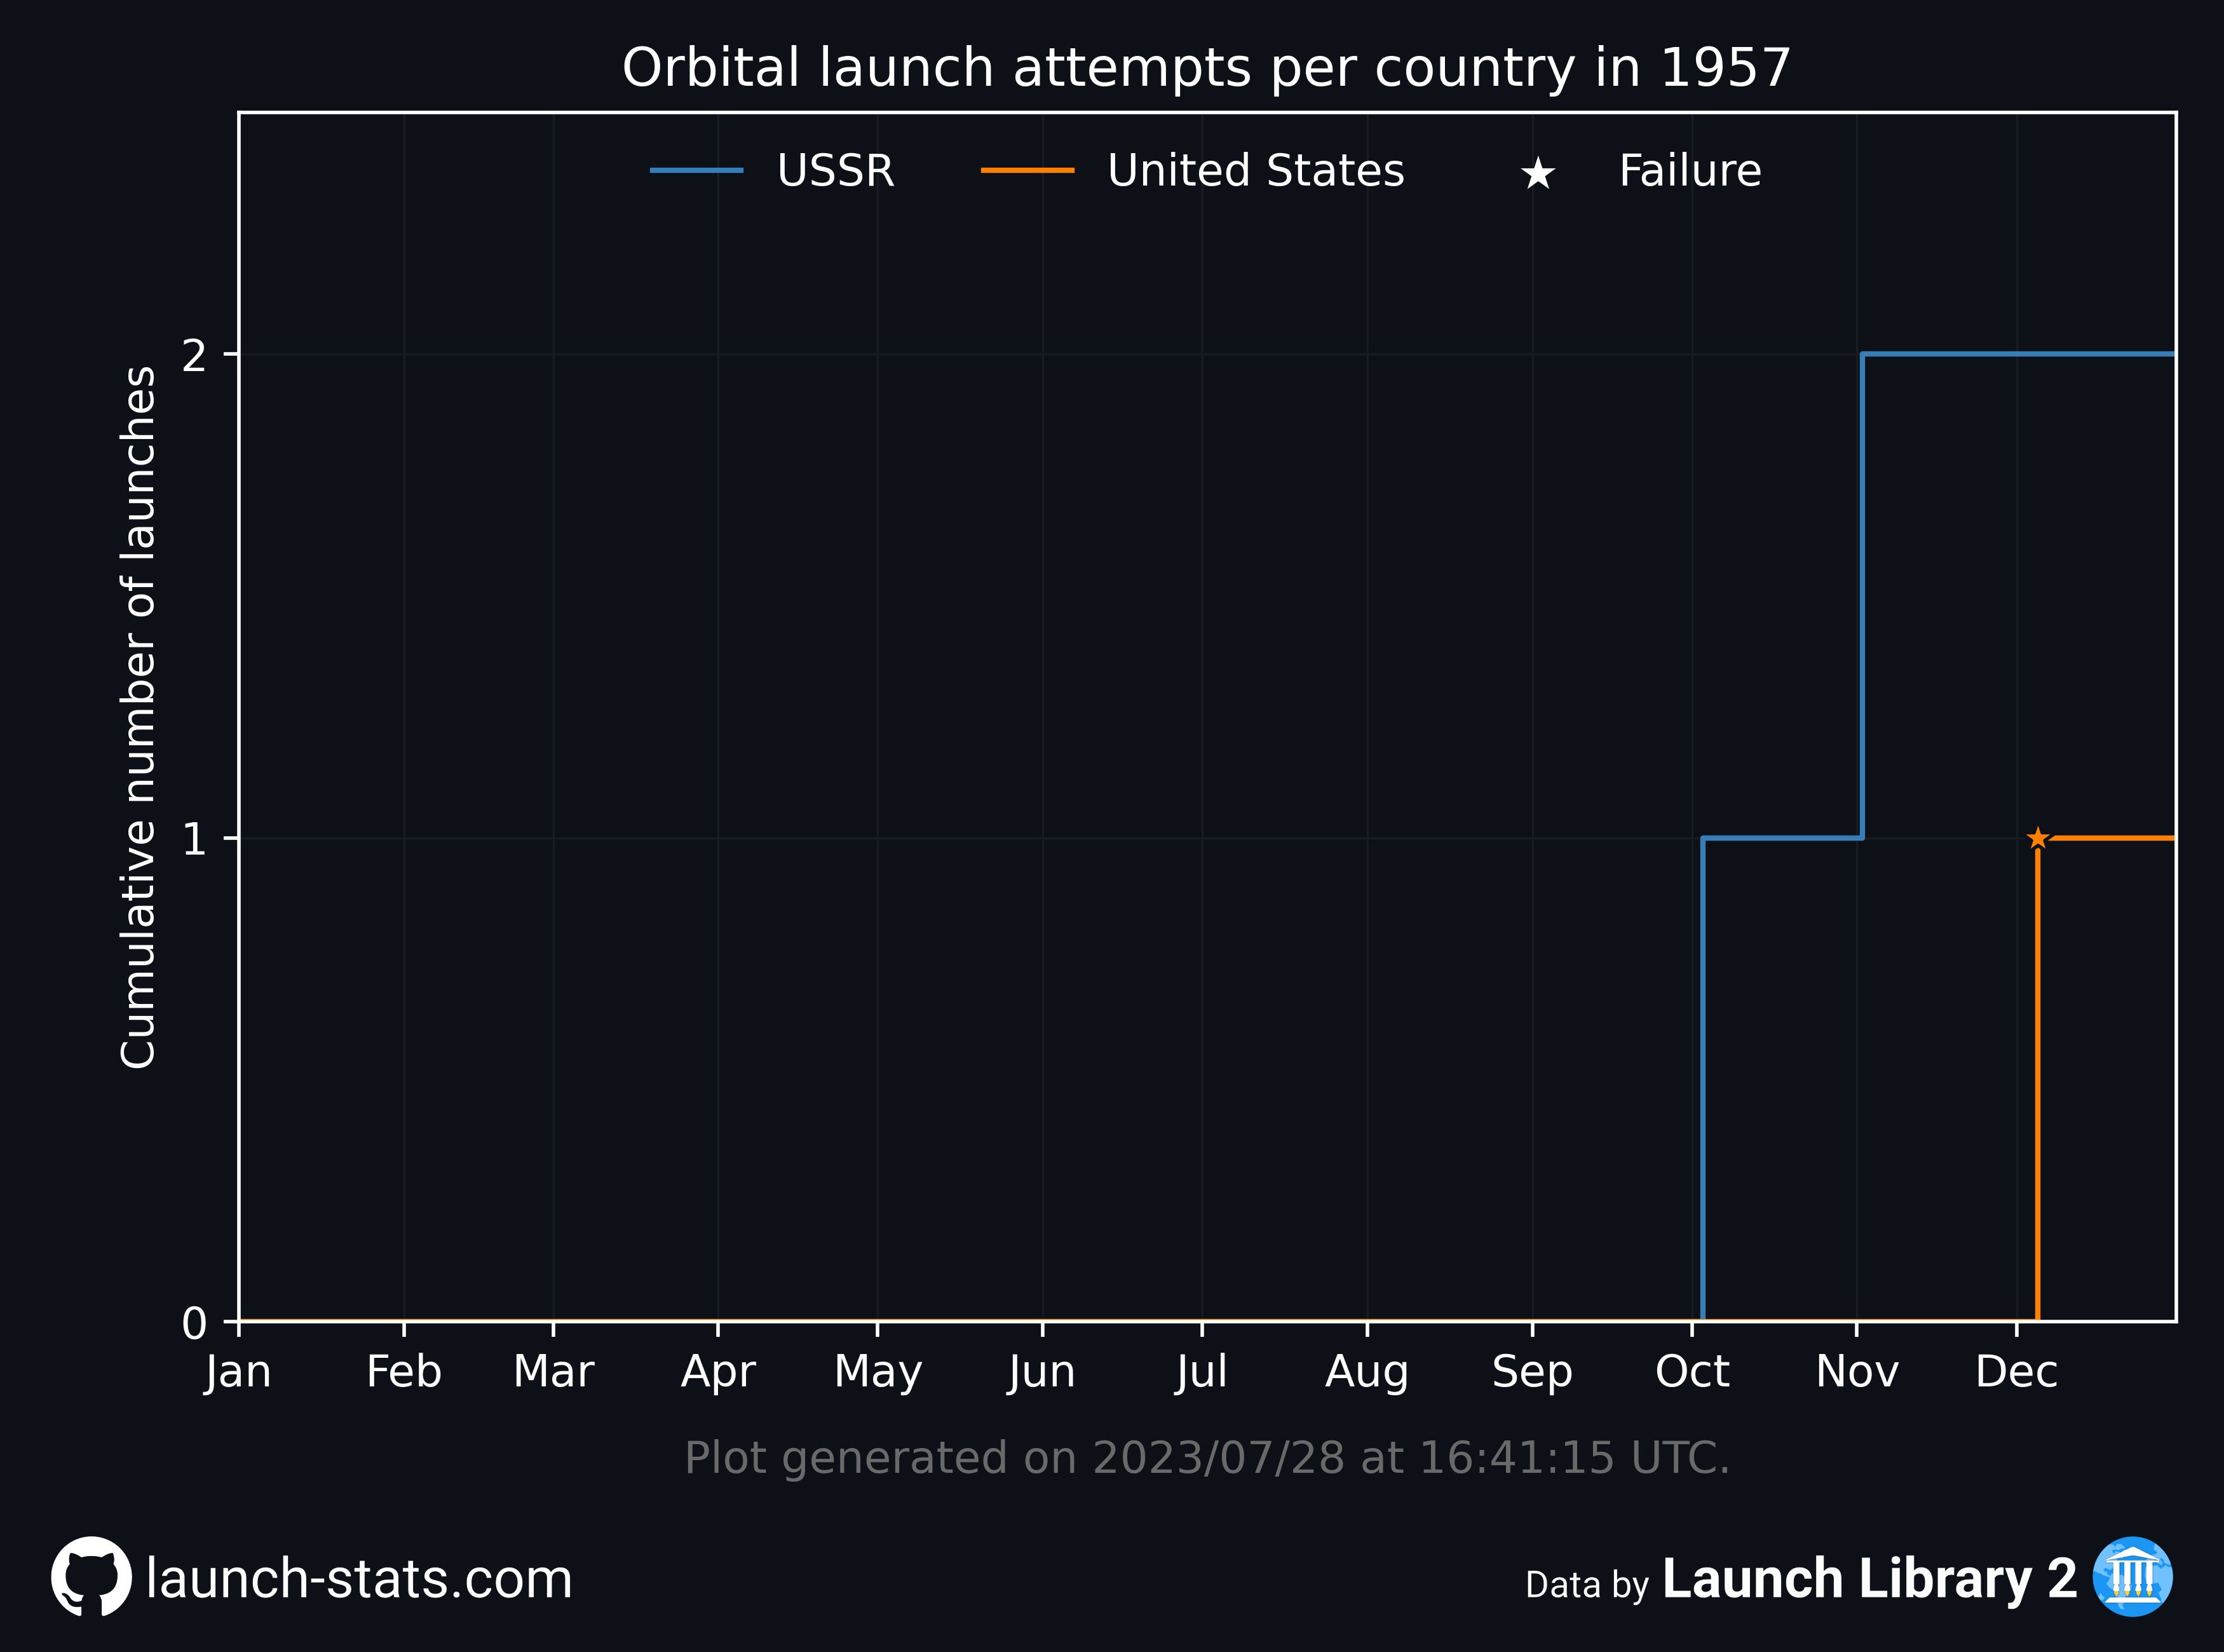 Orbital launch attempts per country in 1957
USSR
United States
Failure
Cumulative number of launches
2
1
0
Jan Feb Mar Apr May Jun Jul Aug Sep Oct Nov Dec
Plot generated on 2023/07/28 at 16:41:15 UTC.
launch-stats.com
Data by Launch Library 2